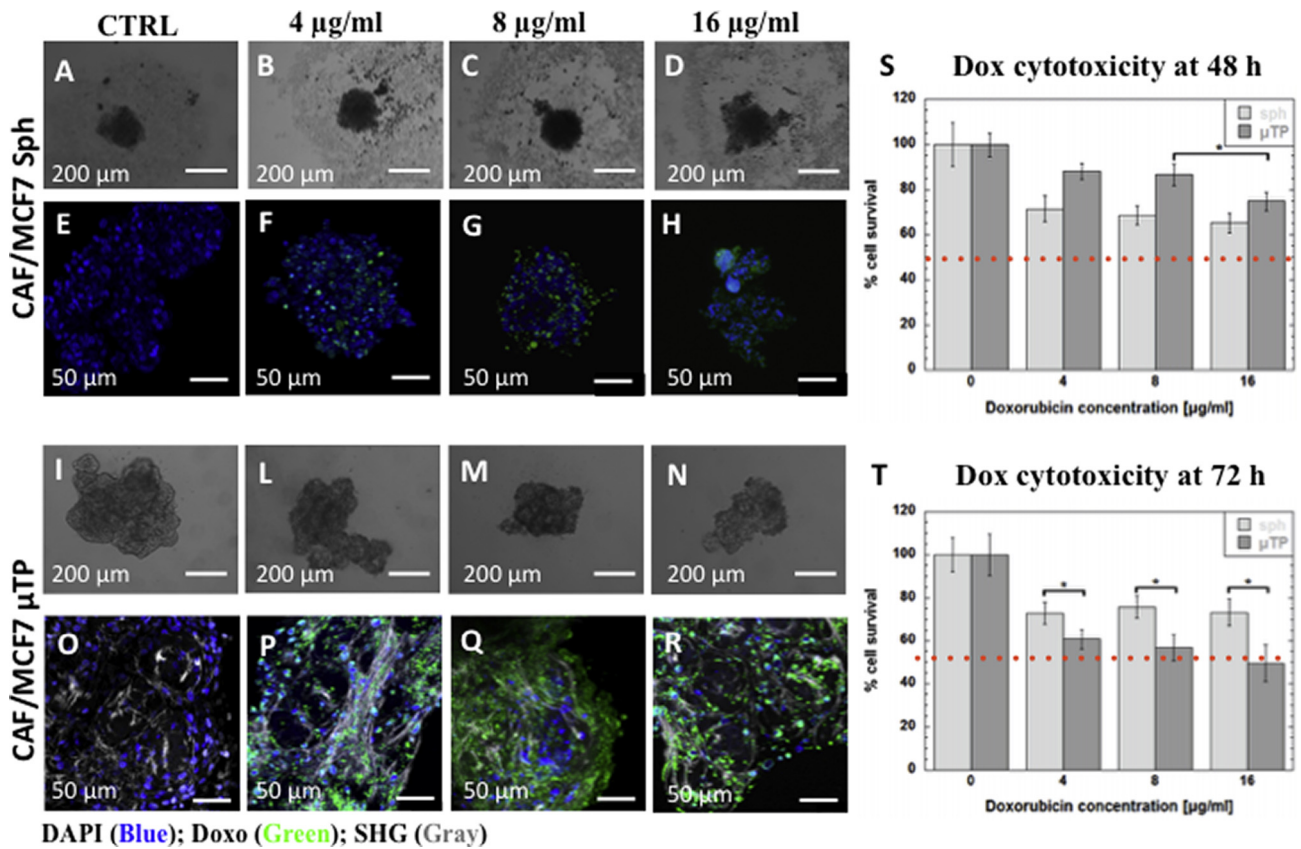 CTRL 4 µg/ml 8 µg/ml 16 µg/ml
CAF/MCF7 Sph
A B C D
200 µm 200 µm 200 µm 200 µm
E F G H
50 µm 50 µm 50 µm 50 µm
CAF/MCF7 µTP
I L M N
200 µm 200 µm 200 µm 200 µm
O P Q R
50 µm 50 µm 50 µm 50 µm
DAPI (Blue); Doxo (Green); SHG (Gray)
S Dox cytotoxicity at 48 h
sph
µTP
*
% cell survival
120
100
80
60
40
20
0
0 4 8 16
Doxorubicin concentration [µg/ml]
T Dox cytotoxicity at 72 h
sph
µTP
* * *
% cell survival
120
100
80
60
40
20
0
0 4 8 16
Doxorubicin concentration [µg/ml]